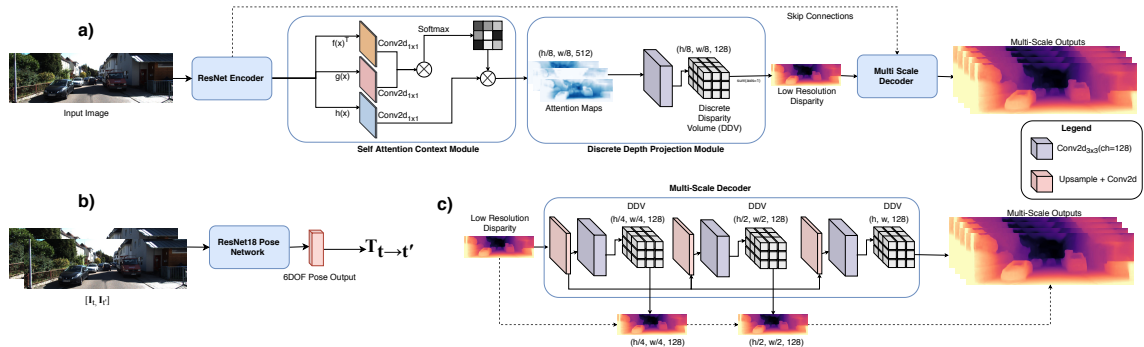 a)
Skip Connections
ResNet Encoder
Input Image
f(x)ᵀ
g(x)
h(x)
Conv2d₁ₓ₁
Conv2d₁ₓ₁
Conv2d₁ₓ₁
Softmax
Self Attention Context Module
(h/8, w/8, 512)
Attention Maps
(h/8, w/8, 128)
Discrete
Disparity
Volume (DDV)
Discrete Depth Projection Module
Low Resolution
Disparity
Multi Scale
Decoder
Multi-Scale Outputs
Legend
Conv2d₃ₓ₃(ch=128)
Upsample + Conv2d
b)
ResNet18 Pose
Network
6DOF Pose Output
T t→t′
[I t, I t′]
c)
Multi-Scale Decoder
Low Resolution
Disparity
DDV
(h/4, w/4, 128)
DDV
(h/2, w/2, 128)
DDV
(h, w, 128)
Multi-Scale Outputs
(h/4, w/4, 128)
(h/2, w/2, 128)